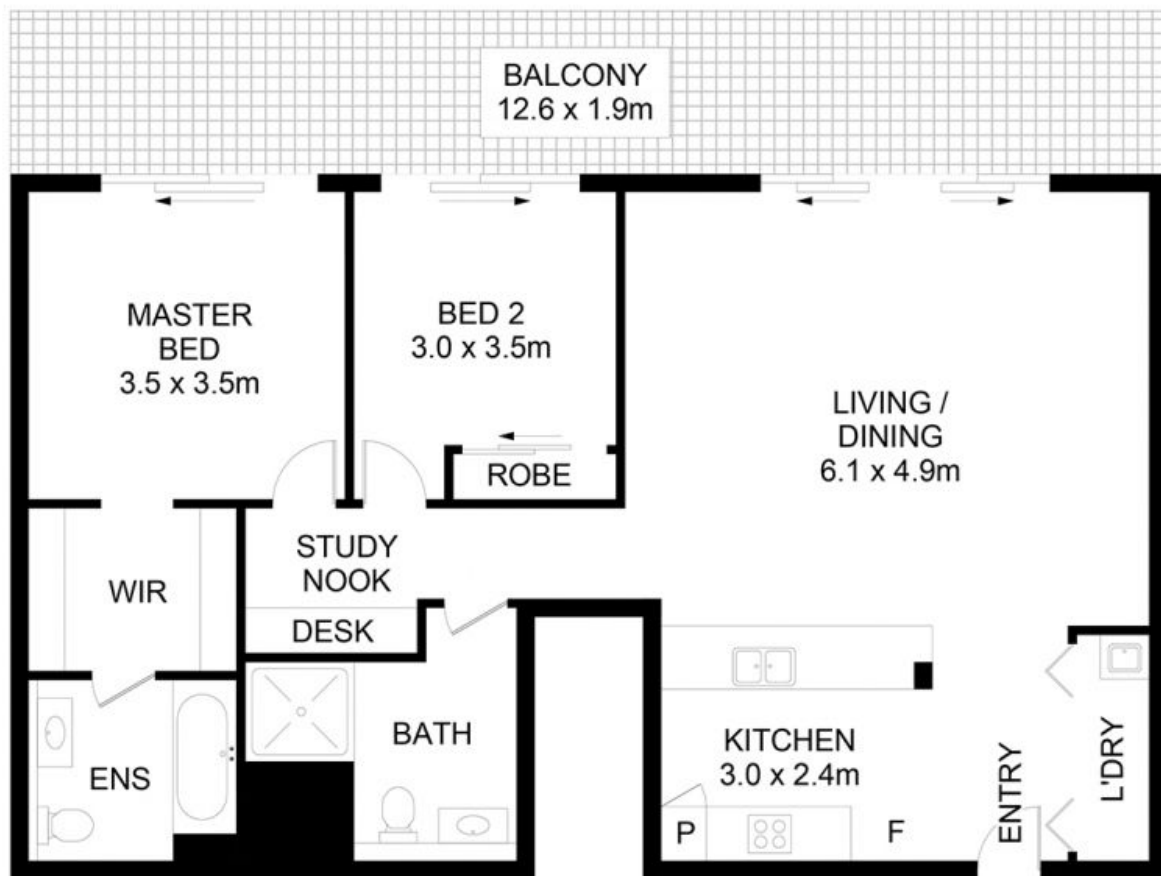 BALCONY
12.6 x 1.9m
MASTER
BED
3.5 x 3.5m
BED 2
3.0 x 3.5m
LIVING /
DINING
6.1 x 4.9m
ROBE
STUDY
NOOK
WIR
DESK
BATH
KITCHEN
3.0 x 2.4m
ENS
P
F
ENTRY
L'DRY